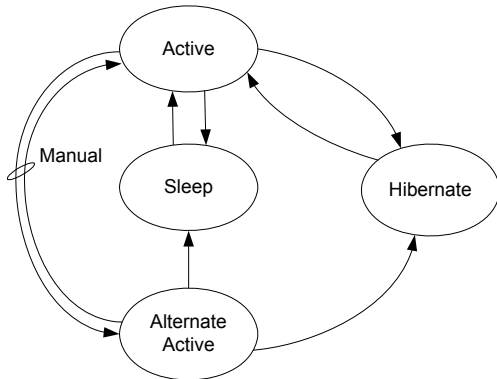 Active
Manual
Sleep
Hibernate
Alternate
Active